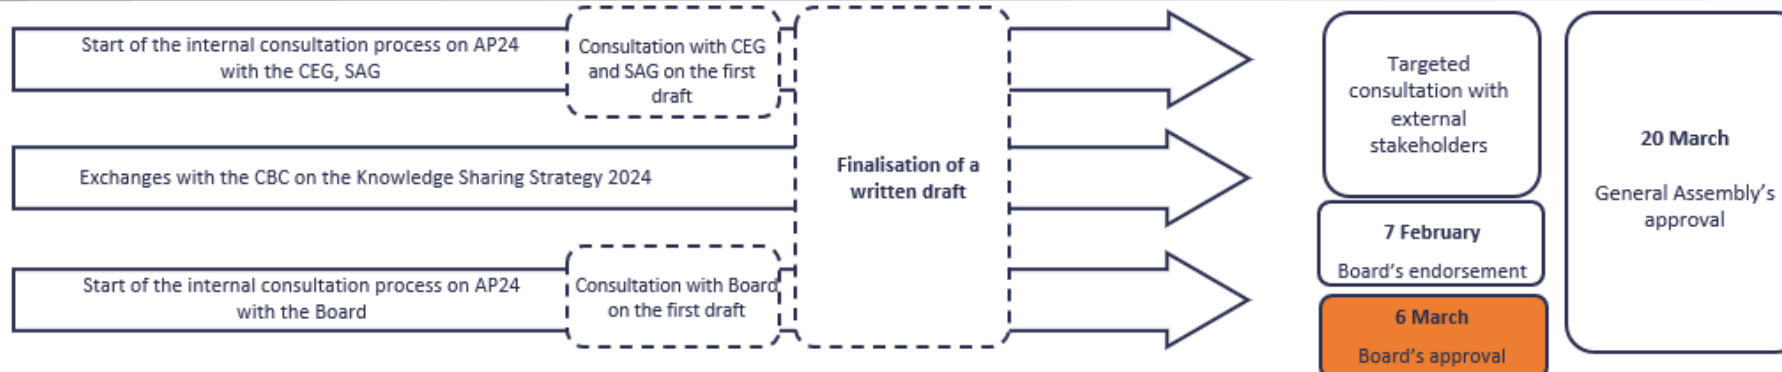 Start of the internal consultation process on AP24
with the CEG, SAG
Consultation with CEG
and SAG on the first
draft
Exchanges with the CBC on the Knowledge Sharing Strategy 2024
Start of the internal consultation process on AP24
with the Board
Consultation with Board
on the first draft
Finalisation of a
written draft
Targeted
consultation with
external
stakeholders
7 February
Board's endorsement
6 March
Board's approval
20 March
General Assembly's
approval